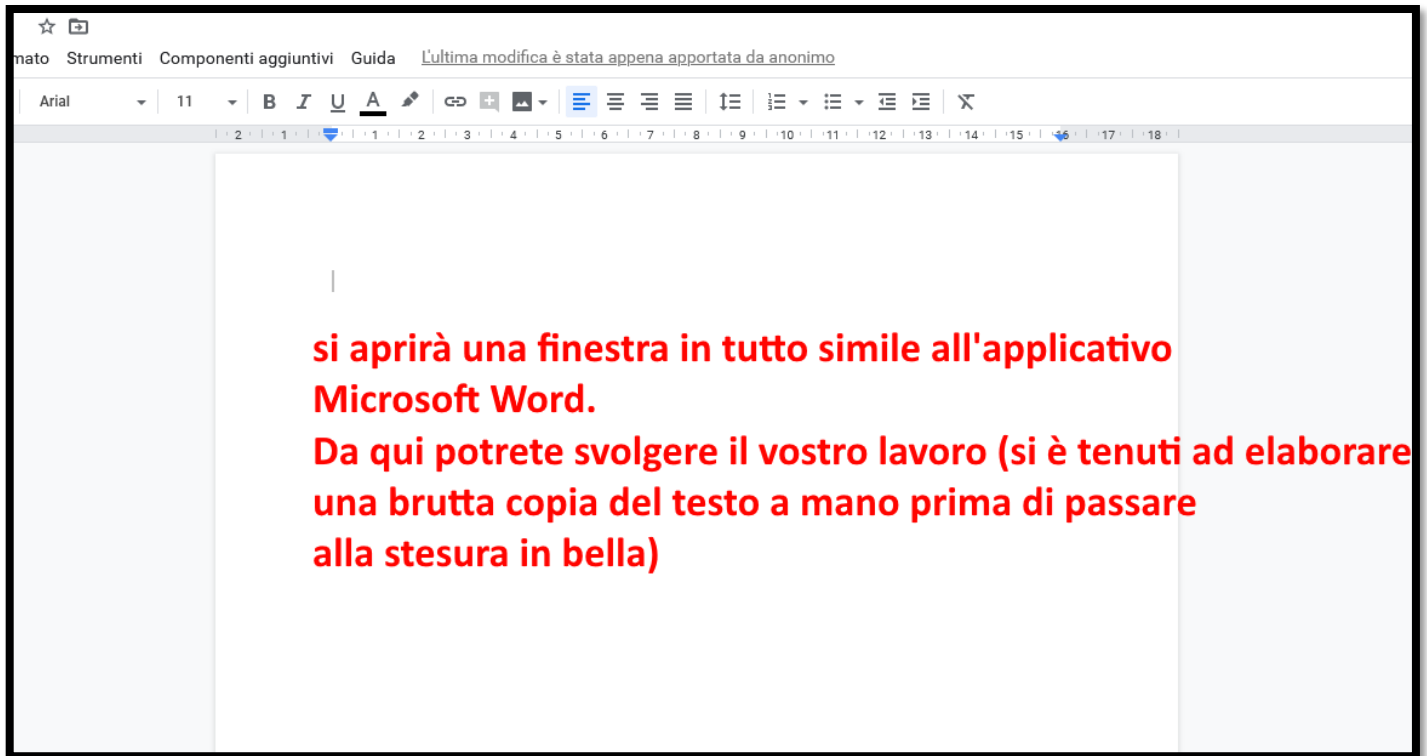 mato Strumenti Componenti aggiuntivi Guida L'ultima modifica è stata appena apportata da anonimo
Arial 11 B I U A
2 1 1 2 3 4 5 6 7 8 9 10 11 12 13 14 15 16 17 18
si aprirà una finestra in tutto simile all'applicativo
Microsoft Word.
Da qui potrete svolgere il vostro lavoro (si è tenuti ad elaborare
una brutta copia del testo a mano prima di passare
alla stesura in bella)